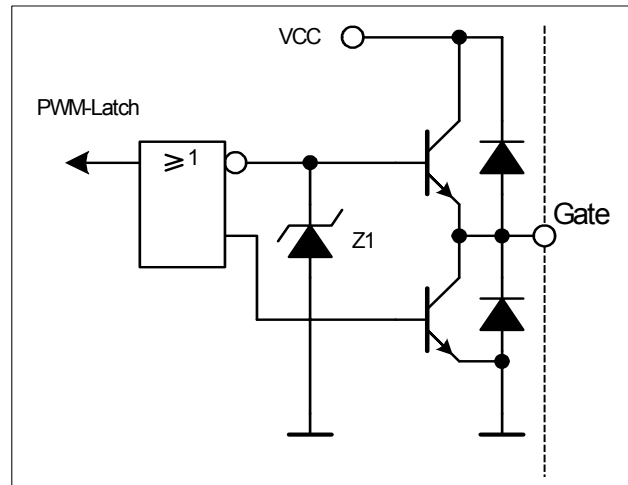 VCC
PWM-Latch
≥1
Gate
Z1